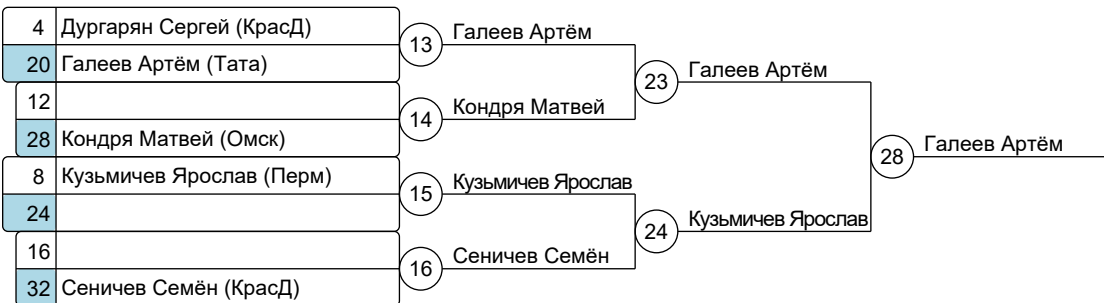 4 Дургарян Сергей (КрасД)
20 Галеев Артём (Тата)
12
28 Кондря Матвей (Омск)
8 Кузьмичев Ярослав (Перм)
24
16
32 Сеничев Семён (КрасД)
13 Галеев Артём
14 Кондря Матвей
15 Кузьмичев Ярослав
16 Сеничев Семён
23 Галеев Артём
24 Кузьмичев Ярослав
28 Галеев Артём